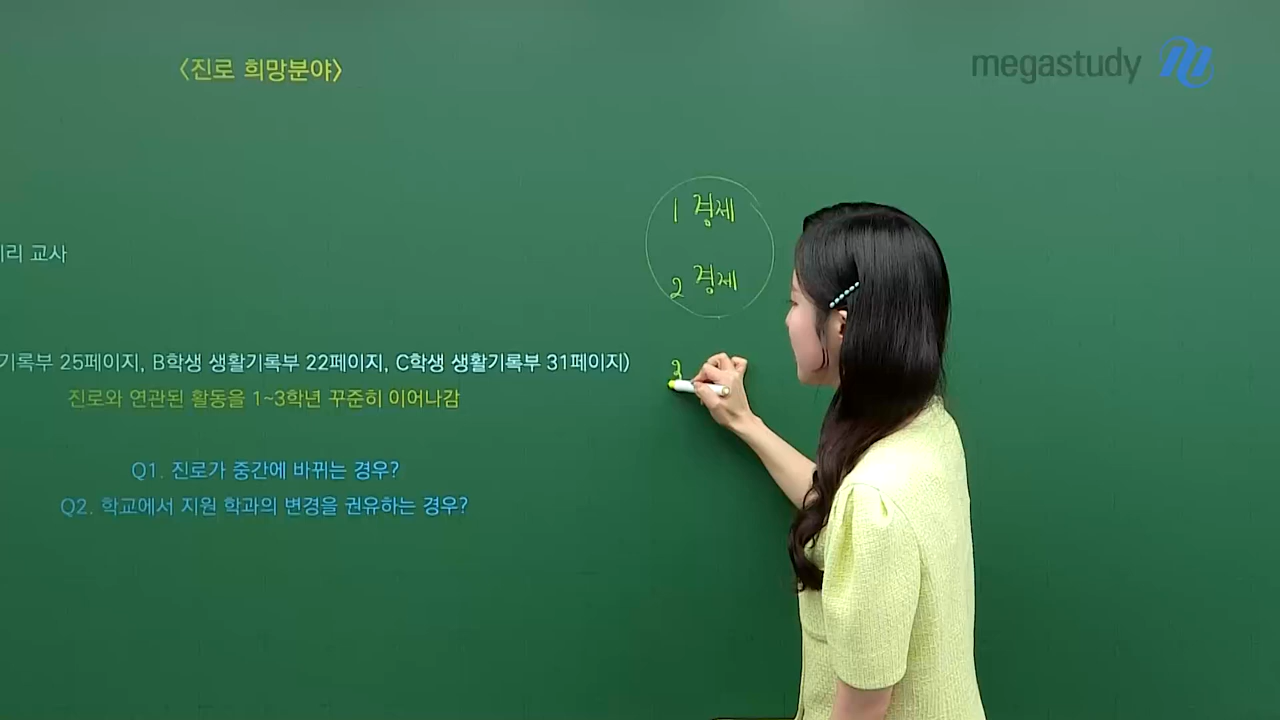 <진로 희망분야>
megastudy
1 경제
리 교사
2 경제
기록부 25페이지, B학생 생활기록부 22페이지, C학생 생활기록부 31페이지)
3
진로와 연관된 활동을 1~3학년 꾸준히 이어나감
Q1. 진로가 중간에 바뀌는 경우?
Q2. 학교에서 지원 학과의 변경을 권유하는 경우?